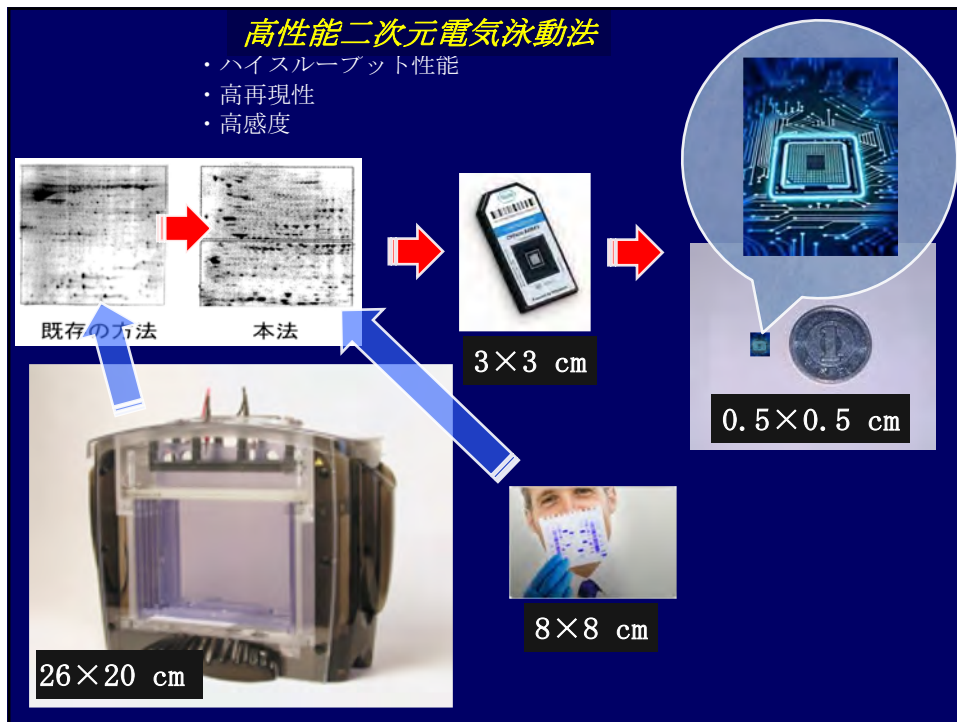 高性能二次元電気泳動法
・ハイスループット性能
・高再現性
・高感度
既存の方法
本法
3×3 cm
0.5×0.5 cm
8×8 cm
26×20 cm